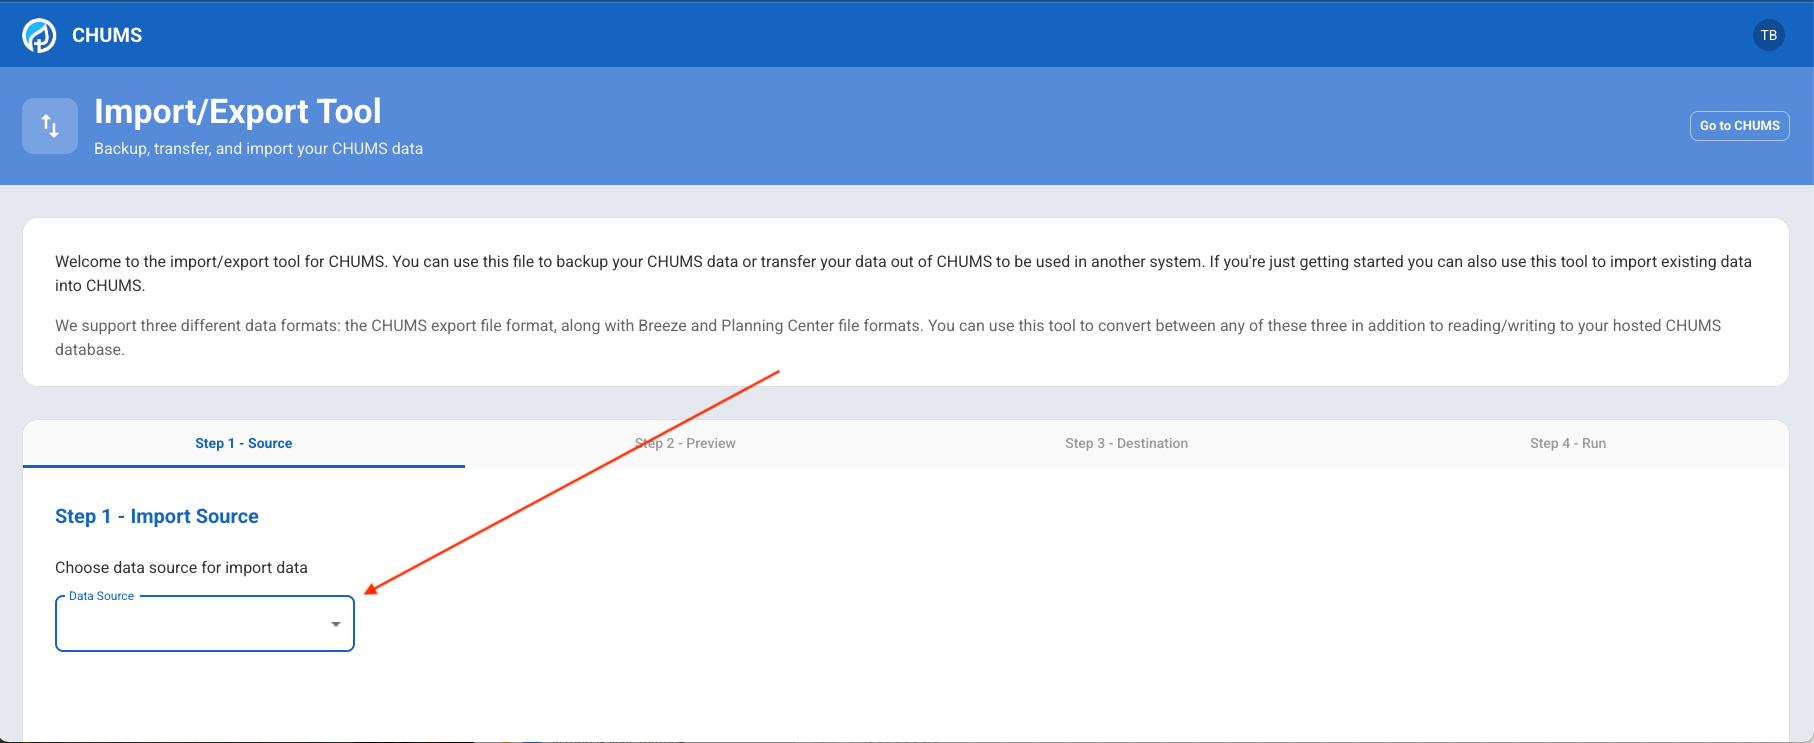 CHUMS
TB
Import/Export Tool
Backup, transfer, and import your CHUMS data
Go to CHUMS
Welcome to the import/export tool for CHUMS. You can use this file to backup your CHUMS data or transfer your data out of CHUMS to be used in another system. If you're just getting started you can also use this tool to import existing data
into CHUMS.
We support three different data formats: the CHUMS export file format, along with Breeze and Planning Center file formats. You can use this tool to convert between any of these three in addition to reading/writing to your hosted CHUMS
database.
Step 1 - Source
Step 2 - Preview
Step 3 - Destination
Step 4 - Run
Step 1 - Import Source
Choose data source for import data
Data Source